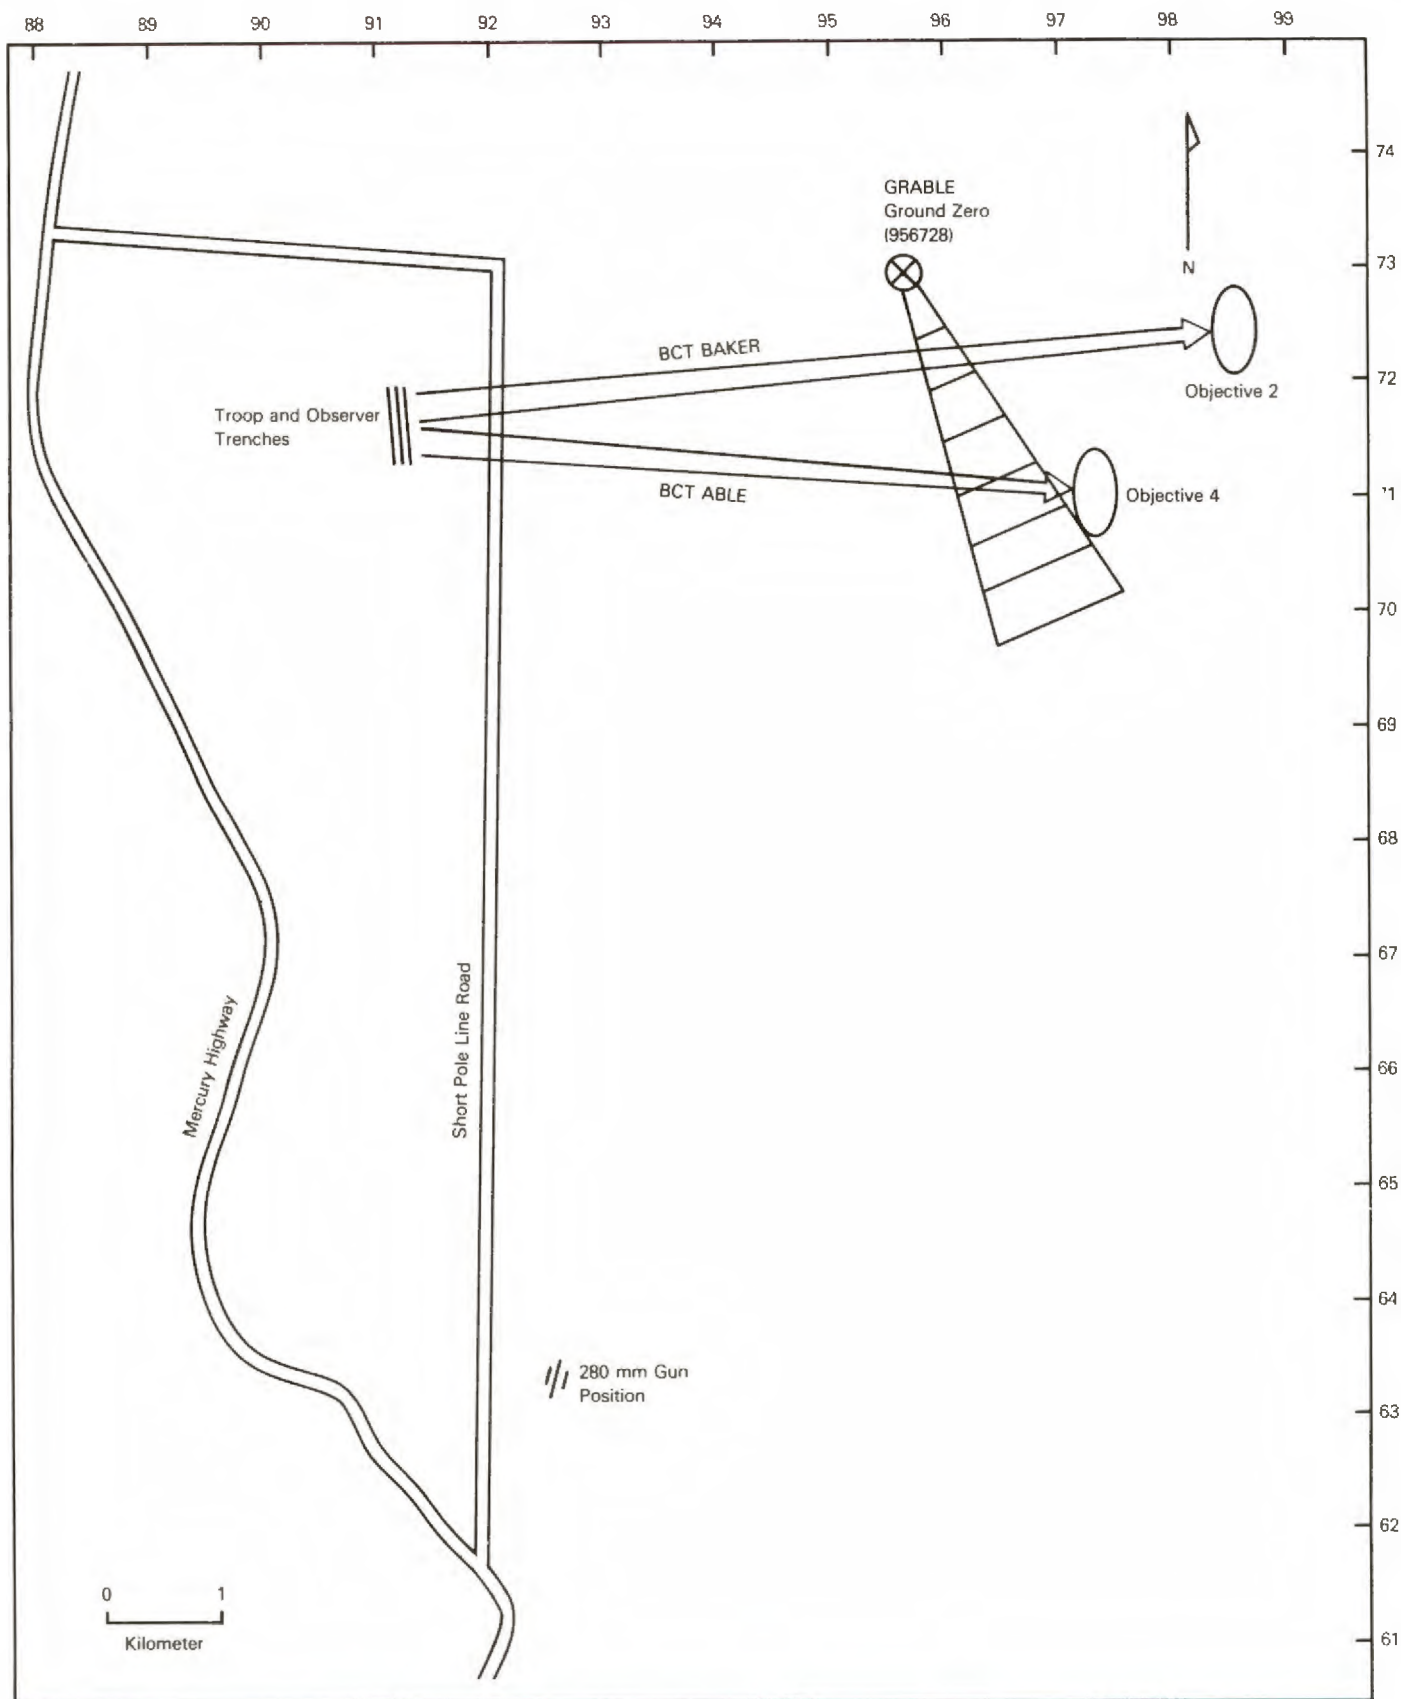 88 89 90 91 92 93 94 95 96 97 98 99
74
GRABLE
Ground Zero
(956728)
73
N
BCT BAKER
72
Objective 2
Troop and Observer
Trenches
BCT ABLE
Objective 4
71
70
69
68
67
Mercury Highway
Short Pole Line Road
66
65
64
280 mm Gun
Position
63
62
0 1
Kilometer
61